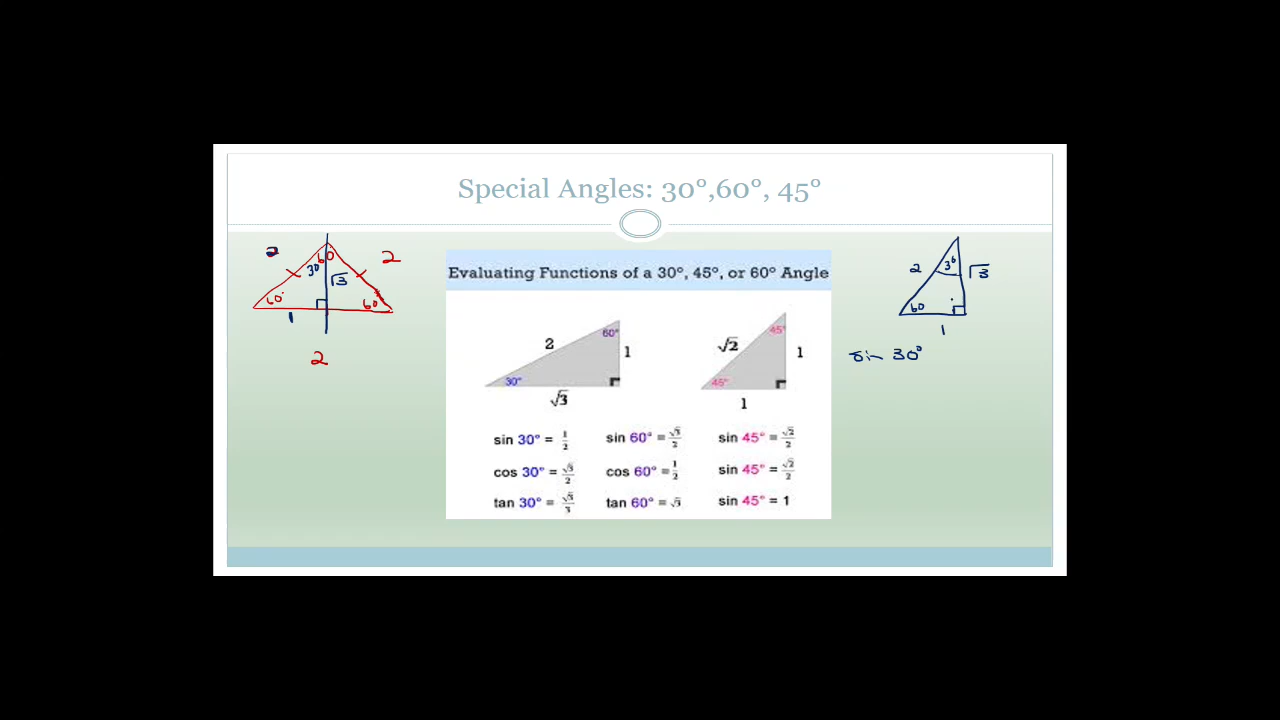 Special Angles: 30°,60°, 45°
2
60
30
2
√3
60°
60
1
2
Evaluating Functions of a 30°, 45°, or 60° Angle
2
60°
1
30°
√3
√2
45°
1
45°
1
sin 30° = 1/2
sin 60° = √3/2
sin 45° = √2/2
cos 30° = √3/2
cos 60° = 1/2
sin 45° = √2/2
tan 30° = √3/3
tan 60° = √3
sin 45° = 1
2
30
√3
60
1
sin 30°